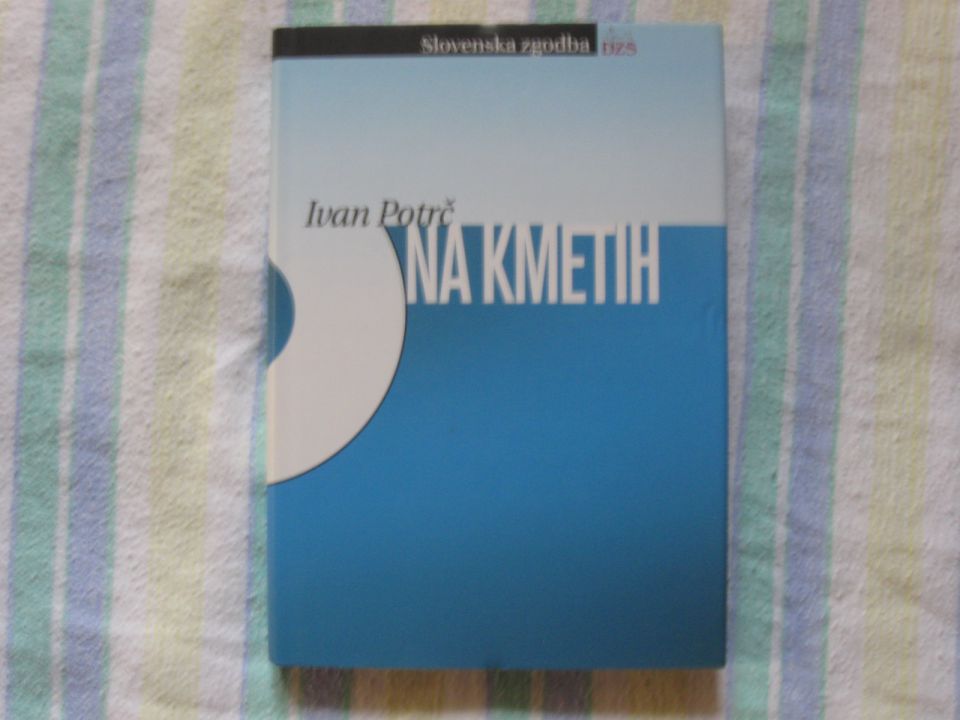 Slovenska zgodba DZS
Ivan Potrč
NA KMETIH